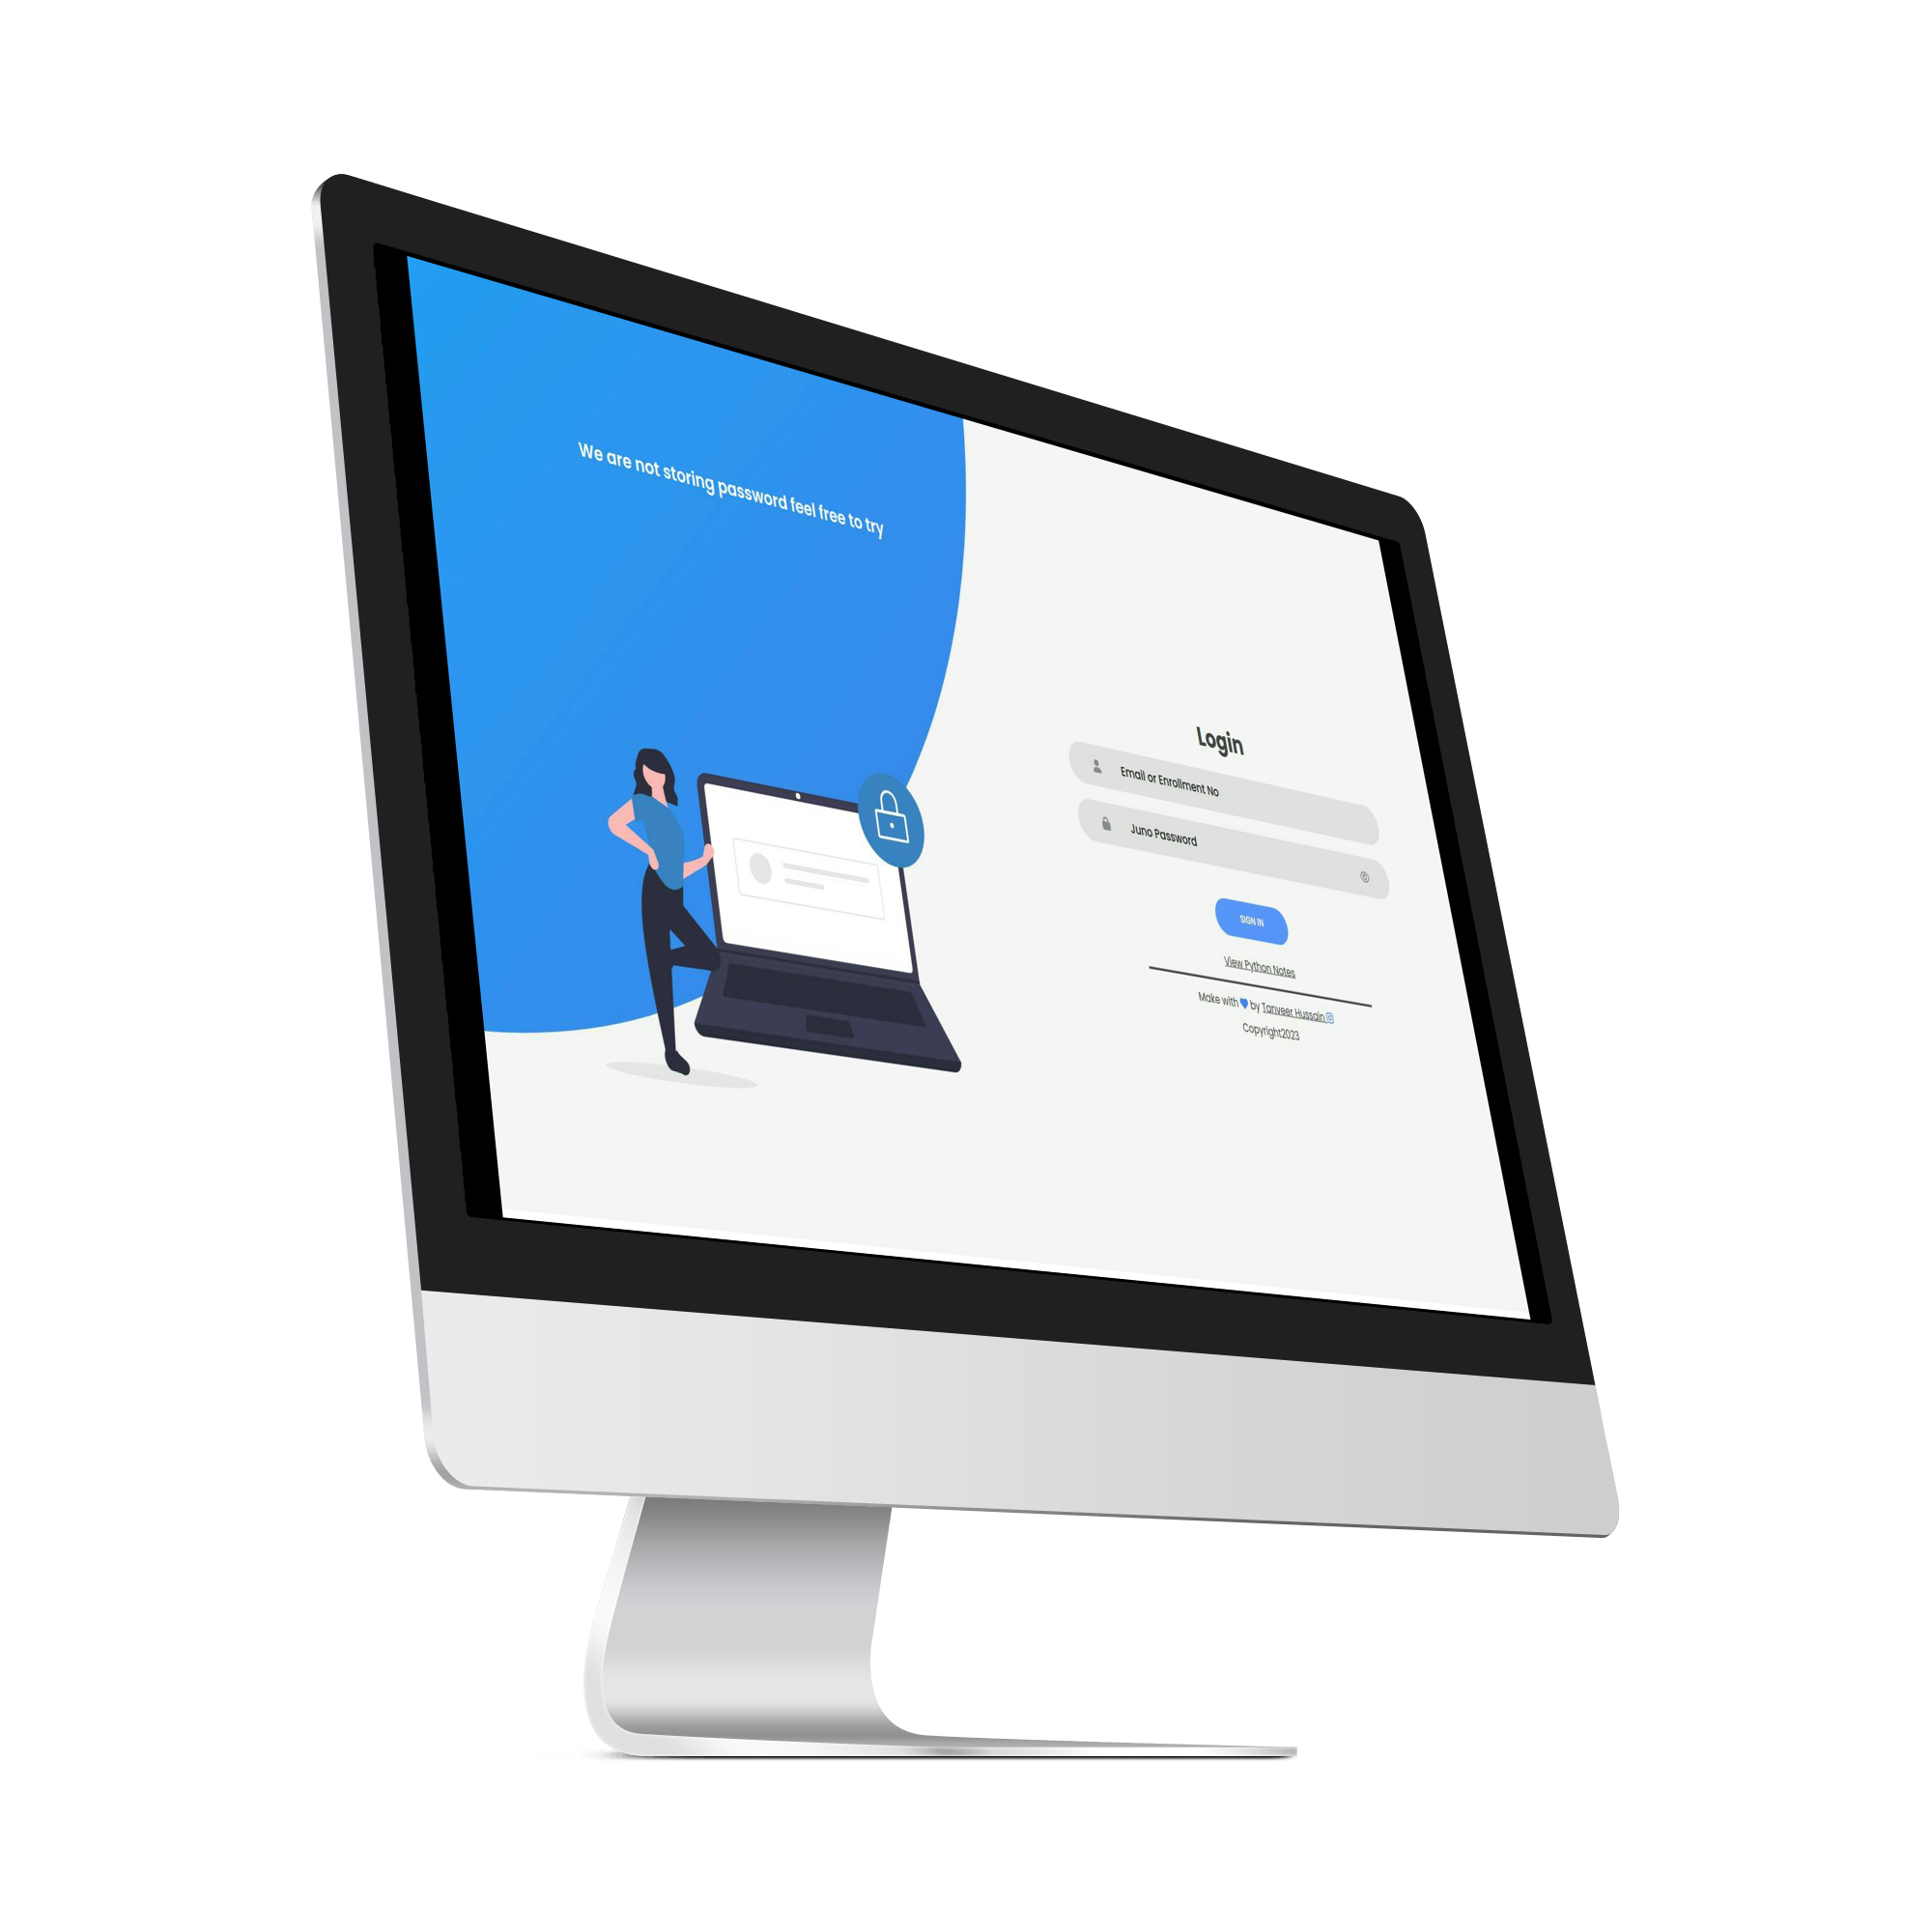 We are not storing password feel free to try
Login
Email or Enrollment No
Juno Password
SIGN IN
View Python Notes
Make with 💙 by Tanveer Hussain
Copyright2023